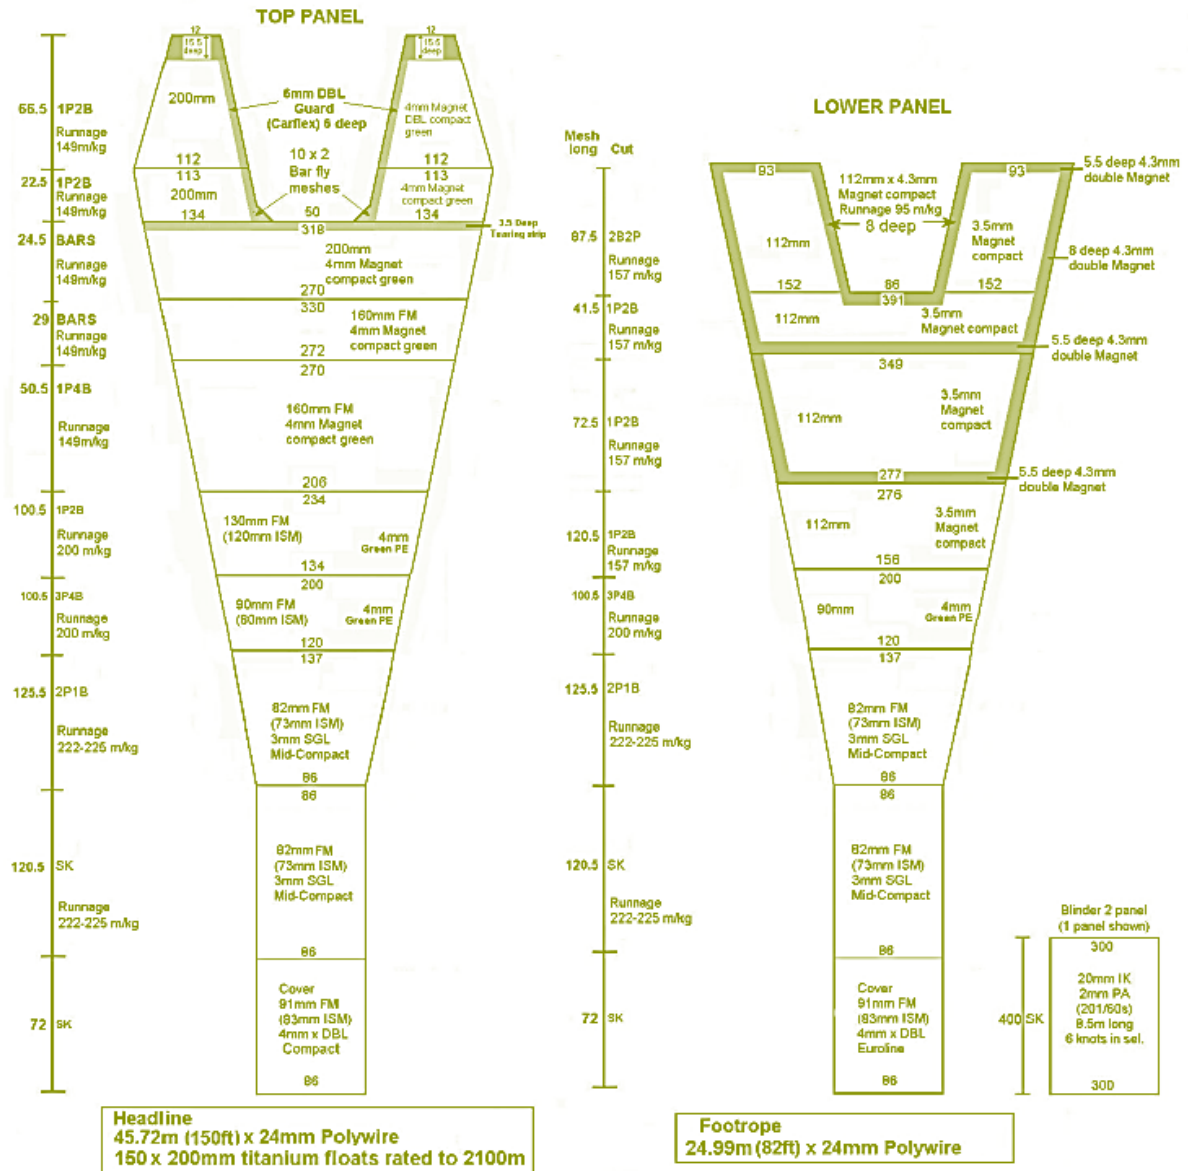 TOP PANEL
12
15.5
deep
12
15.5
deep
66.5 1P2B
Runnage
149m/kg
200mm
6mm DBL
Guard
(Carflex) 6 deep
4mm Magnet
DBL compact
green
10 x 2
Bar fly
meshes
112
112
113
113
22.5 1P2B
Runnage
149m/kg
200mm
4mm Magnet
compact green
134
50
134
318
3.5 Deep
Tearing strip
24.5 BARS
Runnage
149m/kg
200mm
4mm Magnet
compact green
270
330
29 BARS
Runnage
149m/kg
160mm FM
4mm Magnet
compact green
272
270
50.5 1P4B
Runnage
149m/kg
160mm FM
4mm Magnet
compact green
206
234
100.5 1P2B
Runnage
200 m/kg
130mm FM
(120mm ISM)
4mm
Green PE
134
200
100.5 3P4B
Runnage
200 m/kg
90mm FM
(80mm ISM)
4mm
Green PE
120
137
125.5 2P1B
Runnage
222-225 m/kg
82mm FM
(73mm ISM)
3mm SGL
Mid-Compact
86
86
120.5 SK
Runnage
222-225 m/kg
82mm FM
(73mm ISM)
3mm SGL
Mid-Compact
86
72 SK
Cover
91mm FM
(83mm ISM)
4mm x DBL
Compact
86
Headline
45.72m (150ft) x 24mm Polywire
150 x 200mm titanium floats rated to 2100m
LOWER PANEL
Mesh
long Cut
93
93
5.5 deep 4.3mm
double Magnet
112mm x 4.3mm
Magnet compact
Runnage 95 m/kg
8 deep
87.5 2B2P
Runnage
157 m/kg
112mm
3.5mm
Magnet
compact
8 deep 4.3mm
double Magnet
152
86
152
391
41.5 1P2B
Runnage
157 m/kg
112mm
3.5mm
Magnet compact
5.5 deep 4.3mm
double Magnet
349
72.5 1P2B
Runnage
157 m/kg
112mm
3.5mm
Magnet
compact
277
5.5 deep 4.3mm
double Magnet
276
120.5 1P2B
Runnage
157 m/kg
112mm
3.5mm
Magnet
compact
156
200
100.5 3P4B
Runnage
200 m/kg
90mm
4mm
Green PE
120
137
125.5 2P1B
Runnage
222-225 m/kg
82mm FM
(73mm ISM)
3mm SGL
Mid-Compact
86
86
120.5 SK
Runnage
222-225 m/kg
82mm FM
(73mm ISM)
3mm SGL
Mid-Compact
86
72 SK
Cover
91mm FM
(83mm ISM)
4mm x DBL
Euroline
86
Blinder 2 panel
(1 panel shown)
300
400 SK
20mm IK
2mm PA
(201/60s)
8.5m long
6 knots in sel.
300
Footrope
24.99m (82ft) x 24mm Polywire